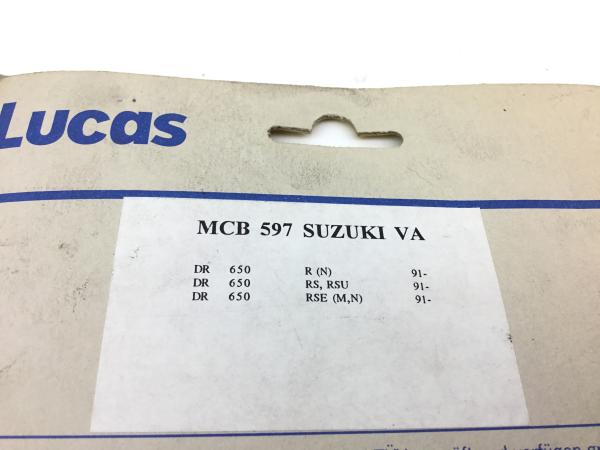 Lucas
MCB 597 SUZUKI VA
DR 650 R (N) 91-
DR 650 RS, RSU 91-
DR 650 RSE (M,N) 91-